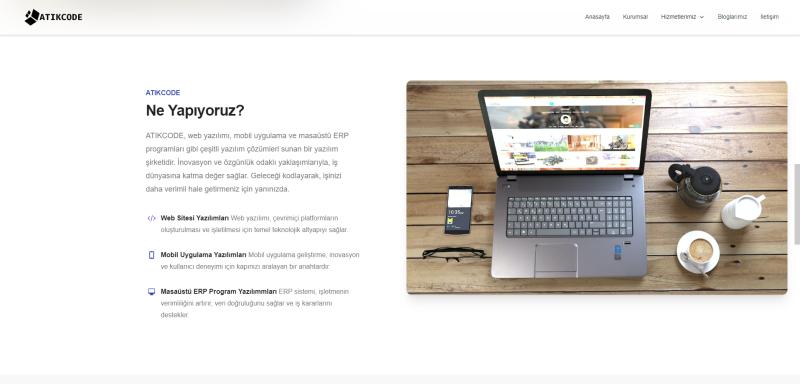 ATIKCODE
Anasayfa Kurumsal Hizmetlerimiz Bloglarımız İletişim
ATIKCODE
Ne Yapıyoruz?
ATIKCODE, web yazılımı, mobil uygulama ve masaüstü ERP
programları gibi çeşitli yazılım çözümleri sunan bir yazılım
şirketidir. İnovasyon ve özgünlük odaklı yaklaşımlarıyla, iş
dünyasına katma değer sağlar. Geleceği kodlayarak, işinizi
daha verimli hale getirmeniz için yanınızda.
Web Sitesi Yazılımları Web yazılımı, çevrimiçi platformların
oluşturulması ve işletilmesi için temel teknolojik altyapıyı sağlar.
Mobil Uygulama Yazılımları Mobil uygulama geliştirme, inovasyon
ve kullanıcı deneyimi için kapınızı aralayan bir anahtardır.
Masaüstü ERP Program Yazılımmları ERP sistemi, işletmenin
verimliliğini artırır, veri doğruluğunu sağlar ve iş kararlarını
destekler.